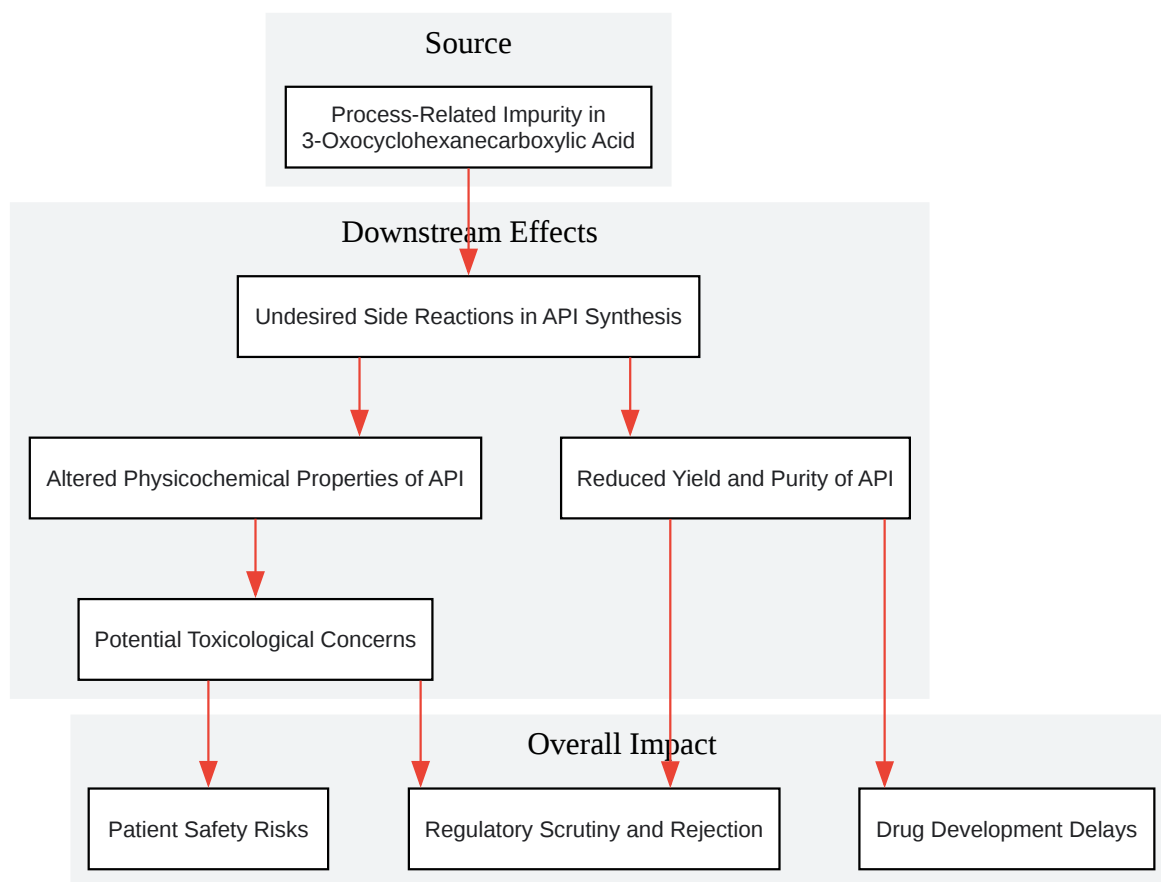 Source
Process-Related Impurity in
3-Oxocyclohexanecarboxylic Acid
Downstream Effects
Undesired Side Reactions in API Synthesis
Altered Physicochemical Properties of API
Reduced Yield and Purity of API
Potential Toxicological Concerns
Overall Impact
Patient Safety Risks
Regulatory Scrutiny and Rejection
Drug Development Delays